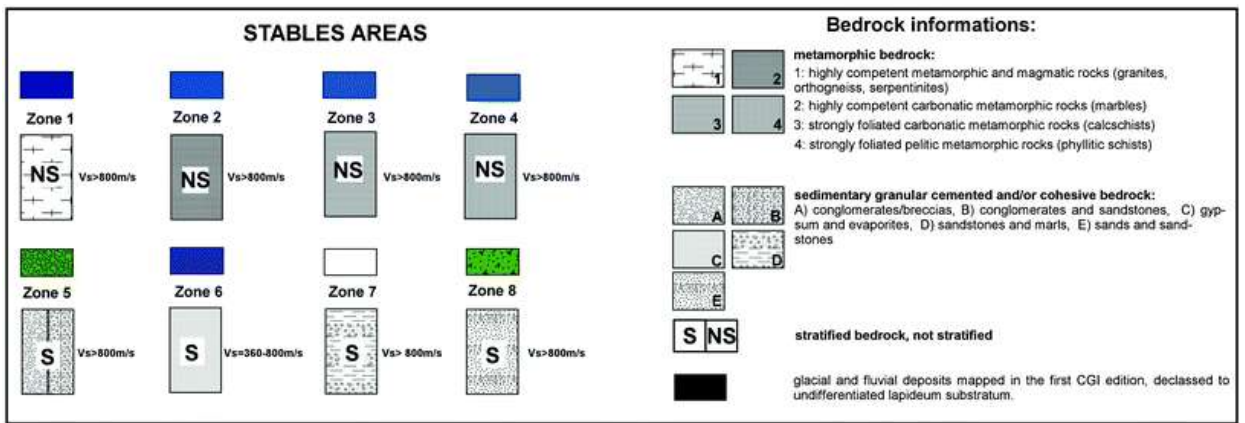 STABLES AREAS
Zone 1
Zone 2
Zone 3
Zone 4
NS
Vs>800m/s
NS
Vs>800m/s
NS
Vs>800m/s
NS
Vs>800m/s
Zone 5
Zone 6
Zone 7
Zone 8
S
Vs>800m/s
S
Vs=360-800m/s
S
Vs> 800m/s
S
Vs>800m/s
Bedrock informations:
1
2
3
4
metamorphic bedrock:
1: highly competent metamorphic and magmatic rocks (granites,
orthogneiss, serpentinites)
2: highly competent carbonatic metamorphic rocks (marbles)
3: strongly foliated carbonatic metamorphic rocks (calcschists)
4: strongly foliated pelitic metamorphic rocks (phyllitic schists)
A
B
C
D
E
sedimentary granular cemented and/or cohesive bedrock:
A) conglomerates/breccias, B) conglomerates and sandstones, C) gyp-
sum and evaporites, D) sandstones and marls, E) sands and sand-
stones
S NS
stratified bedrock, not stratified
glacial and fluvial deposits mapped in the first CGI edition, declassed to
undifferentiated lapideum substratum.